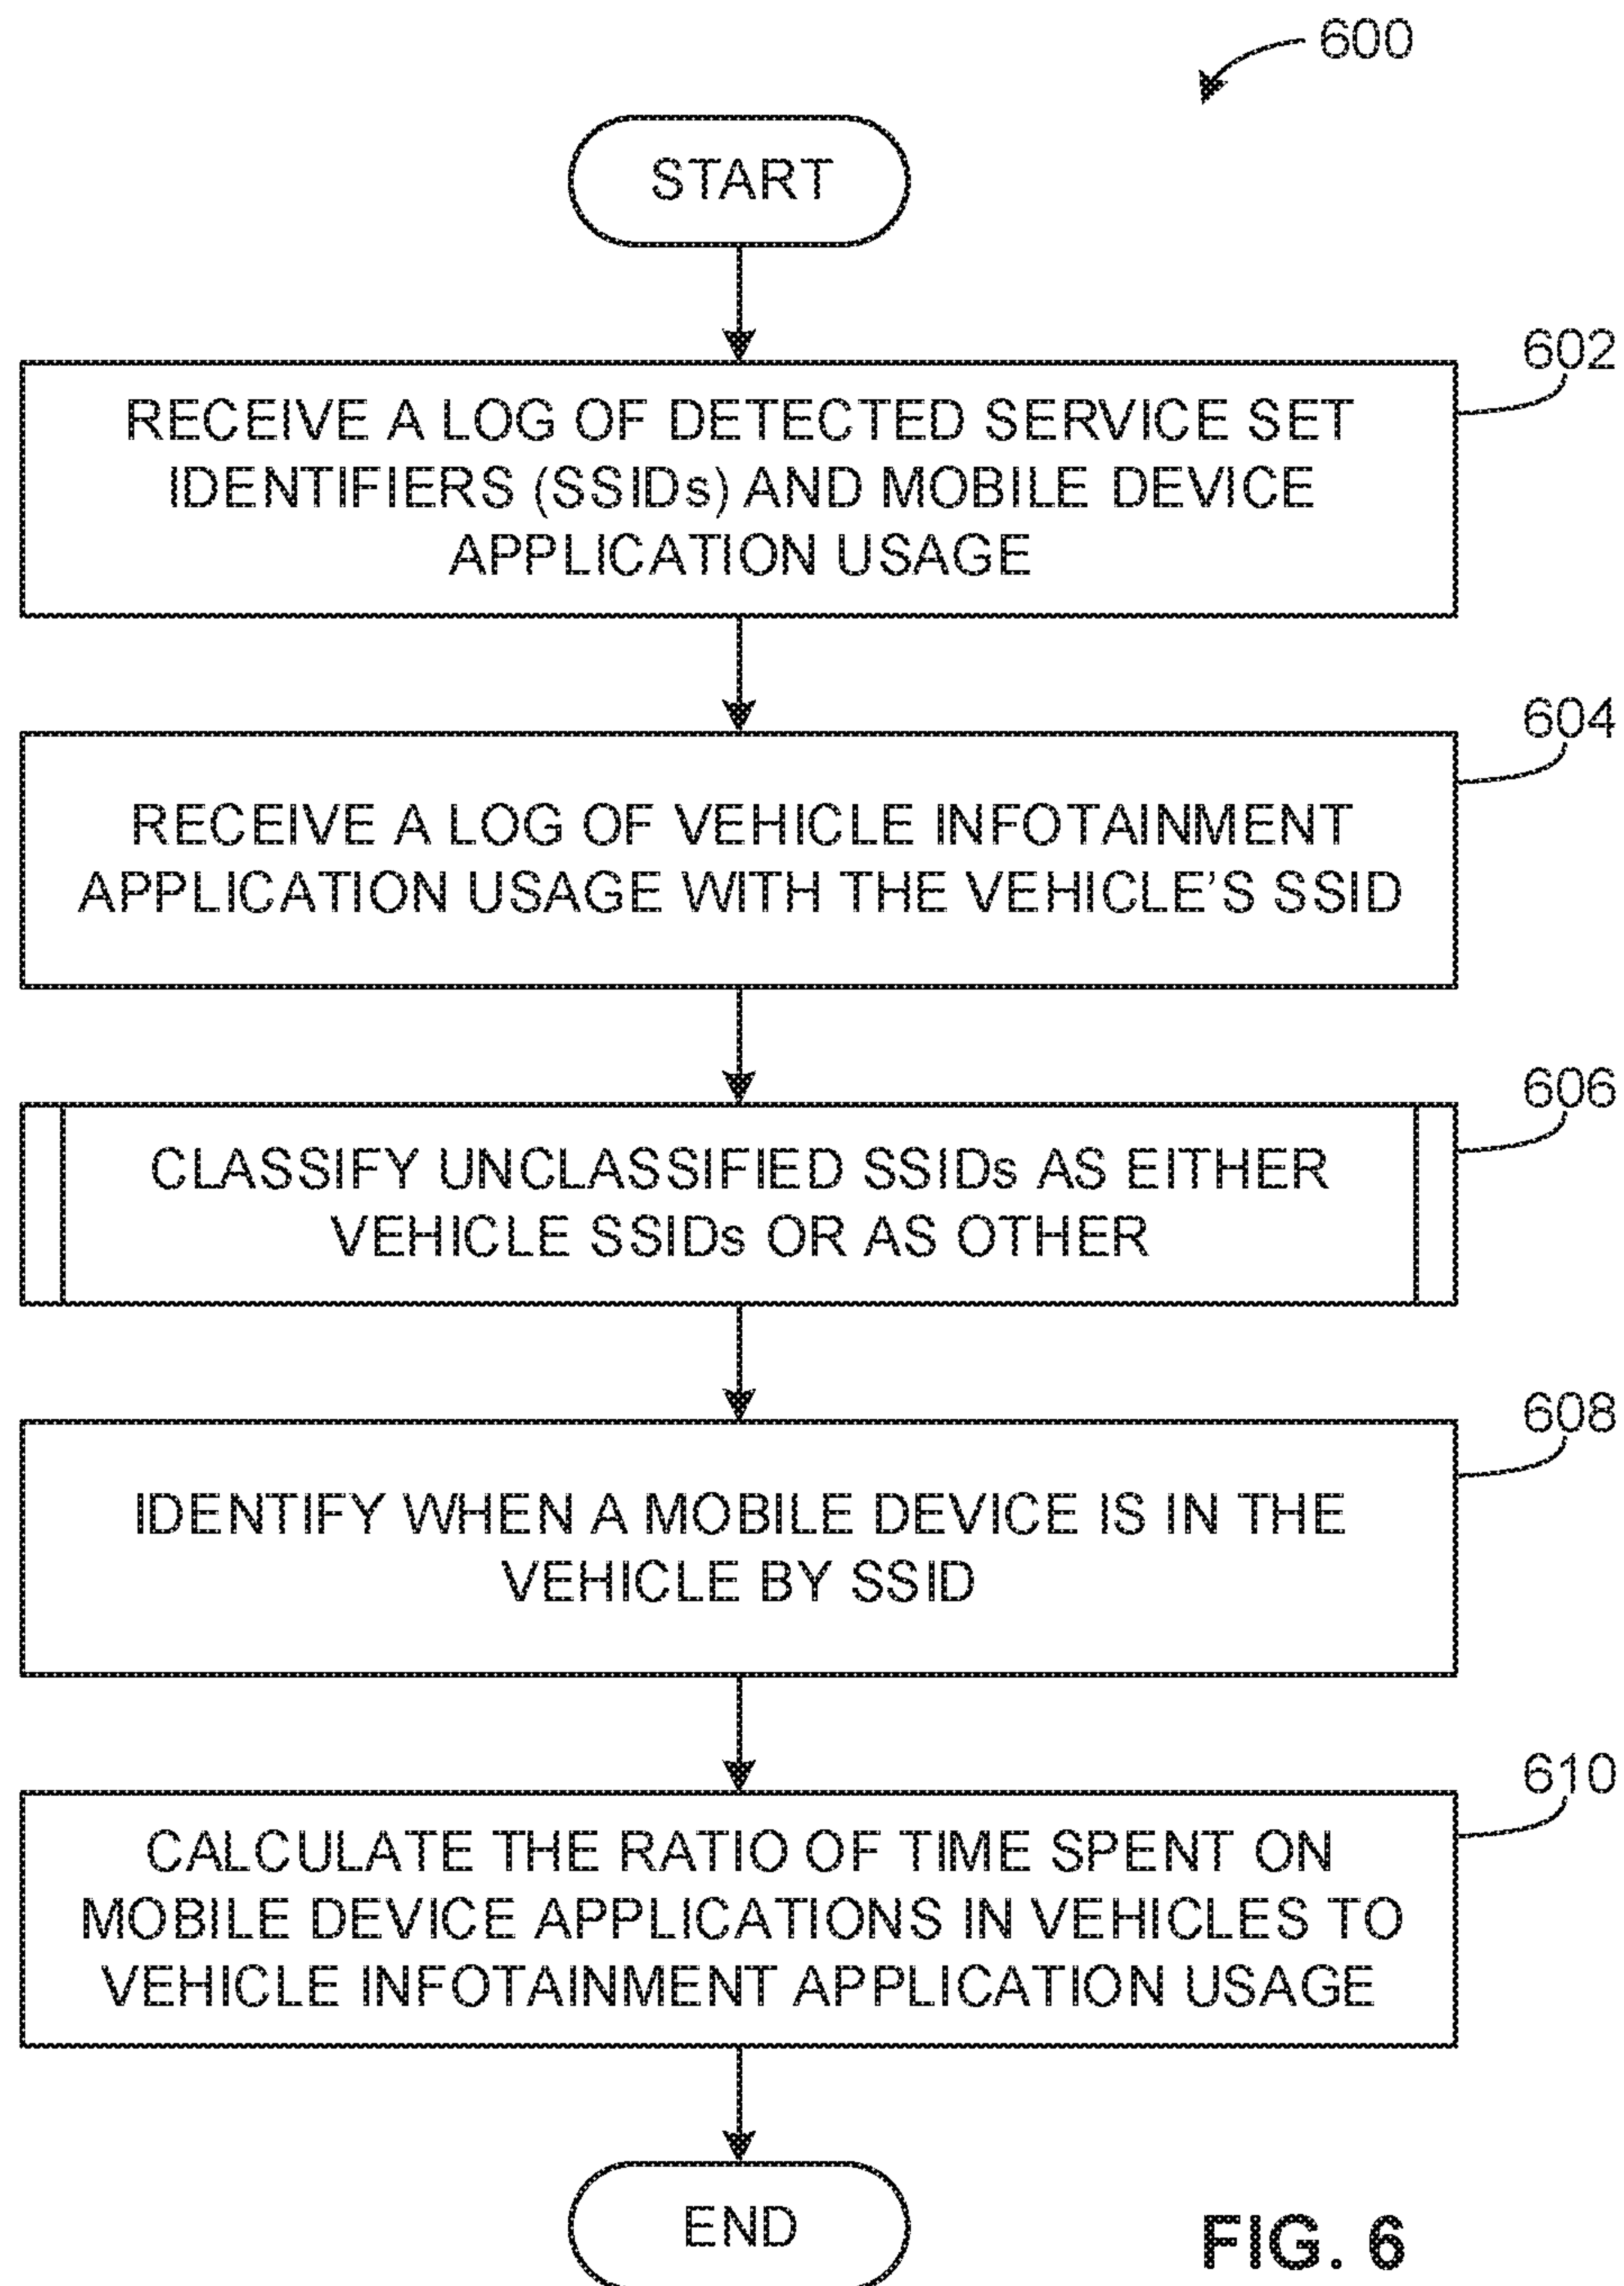 600
START
602
RECEIVE A LOG OF DETECTED SERVICE SET
IDENTIFIERS (SSIDs) AND MOBILE DEVICE
APPLICATION USAGE
604
RECEIVE A LOG OF VEHICLE INFOTAINMENT
APPLICATION USAGE WITH THE VEHICLE'S SSID
606
CLASSIFY UNCLASSIFIED SSIDs AS EITHER
VEHICLE SSIDs OR AS OTHER
608
IDENTIFY WHEN A MOBILE DEVICE IS IN THE
VEHICLE BY SSID
610
CALCULATE THE RATIO OF TIME SPENT ON
MOBILE DEVICE APPLICATIONS IN VEHICLES TO
VEHICLE INFOTAINMENT APPLICATION USAGE
END
FIG. 6